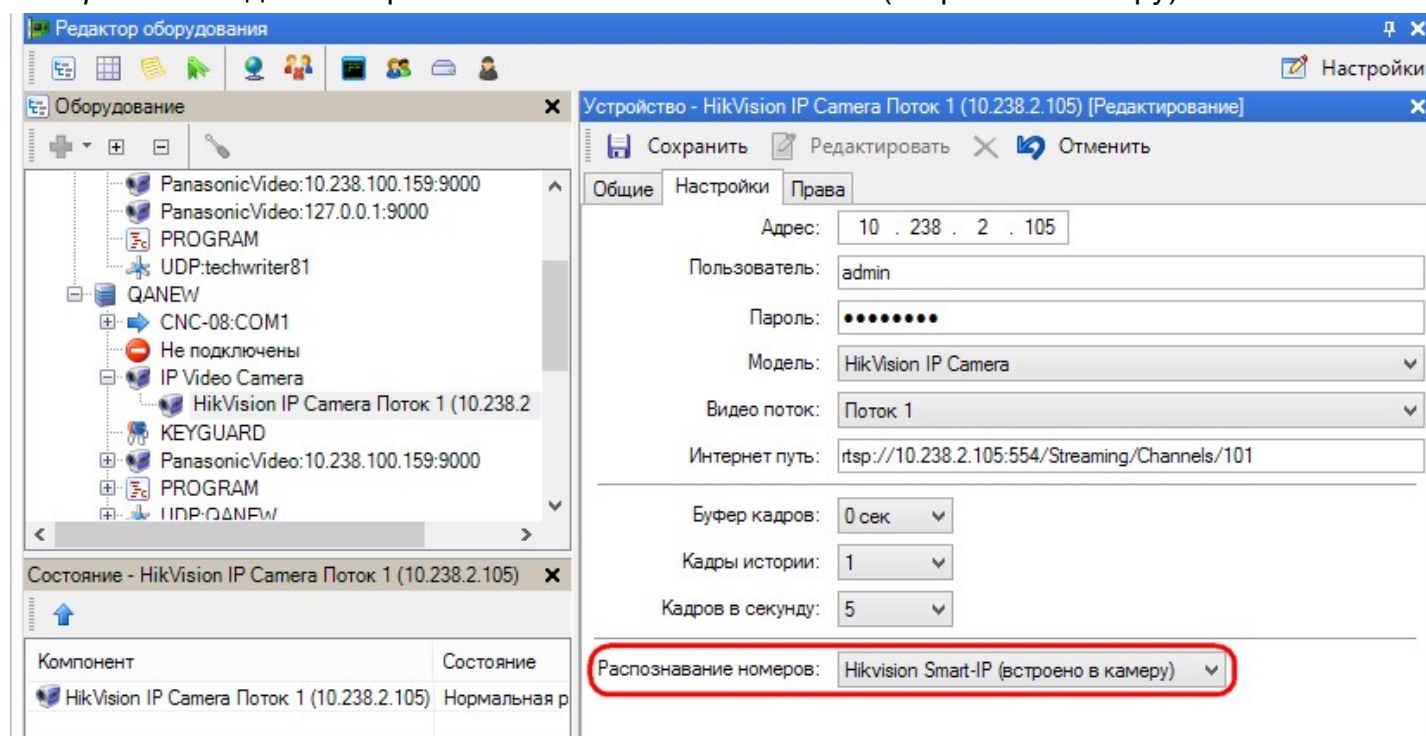 Редактор оборудования
Настройки
Оборудование
PanasonicVideo:10.238.100.159:9000
PanasonicVideo:127.0.0.1:9000
PROGRAM
UDP:techwriter81
QANEW
CNC-08:COM1
Не подключены
IP Video Camera
HikVision IP Camera Поток 1 (10.238.2
KEYGUARD
PanasonicVideo:10.238.100.159:9000
PROGRAM
UDP:QANEW
Состояние - HikVision IP Camera Поток 1 (10.238.2.105)
Компонент Состояние
HikVision IP Camera Поток 1 (10.238.2.105) Нормальная р
Устройство - HikVision IP Camera Поток 1 (10.238.2.105) [Редактирование]
Сохранить Редактировать Отменить
Общие Настройки Права
Адрес: 10 . 238 . 2 . 105
Пользователь: admin
Пароль: ●●●●●●●●
Модель: HikVision IP Camera
Видео поток: Поток 1
Интернет путь: rtsp://10.238.2.105:554/Streaming/Channels/101
Буфер кадров: 0 сек
Кадры истории: 1
Кадров в секунду: 5
Распознавание номеров: Hikvision Smart-IP (встроено в камеру)